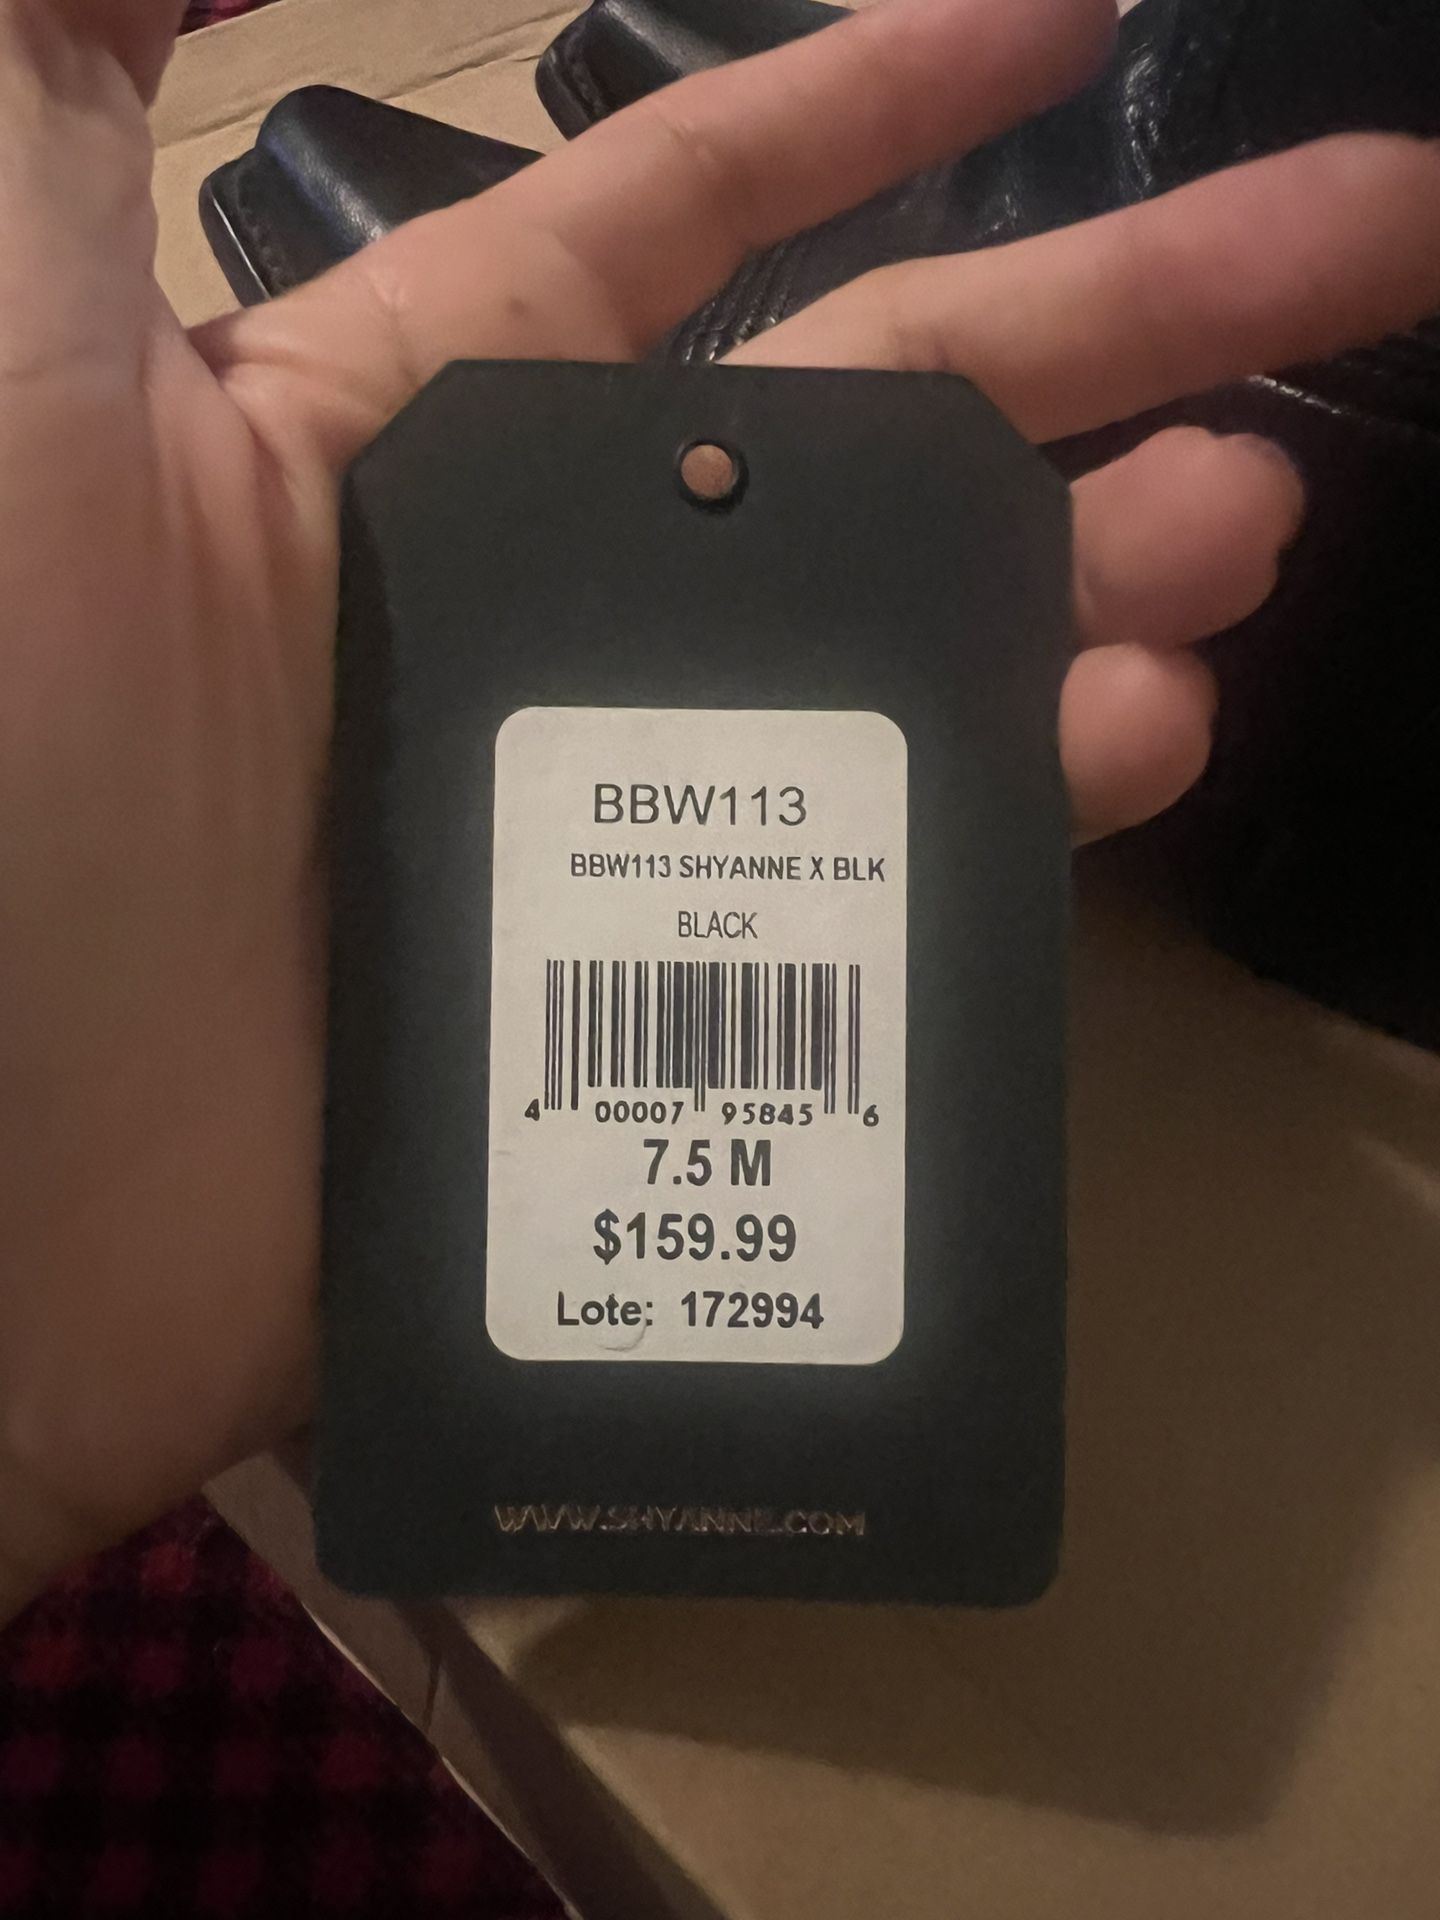 BBW113
BBW113 SHYANNE X BLK
BLACK
4 00007 95845 6
7.5 M
$159.99
Lote: 172994
WWW.SHYANNE.COM